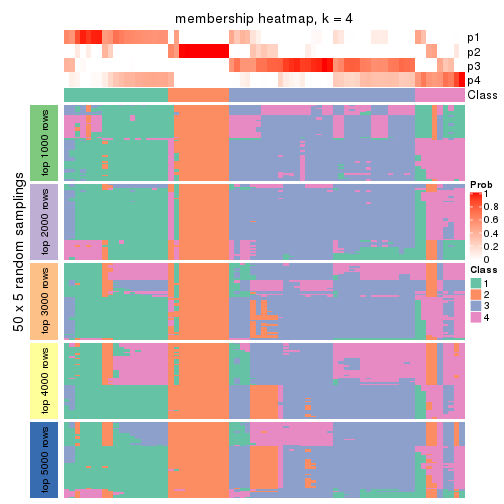 membership heatmap, k = 4
p1
p2
p3
p4
Class
50 x 5 random samplings
top 1000 rows
top 2000 rows
top 3000 rows
top 4000 rows
top 5000 rows
Prob
1
0.8
0.6
0.4
0.2
0
Class
1
2
3
4